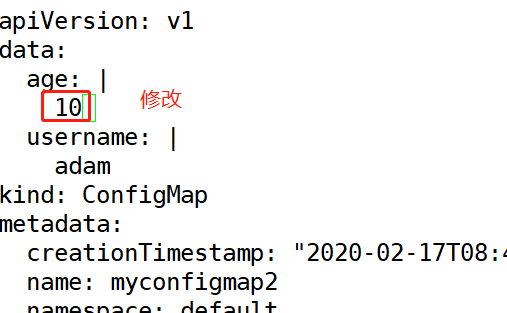 apiVersion: v1
data:
  age: |
    10
修改
  username: |
    adam
kind: ConfigMap
metadata:
  creationTimestamp: "2020-02-17T08:4
  name: myconfigmap2
  namespace: default